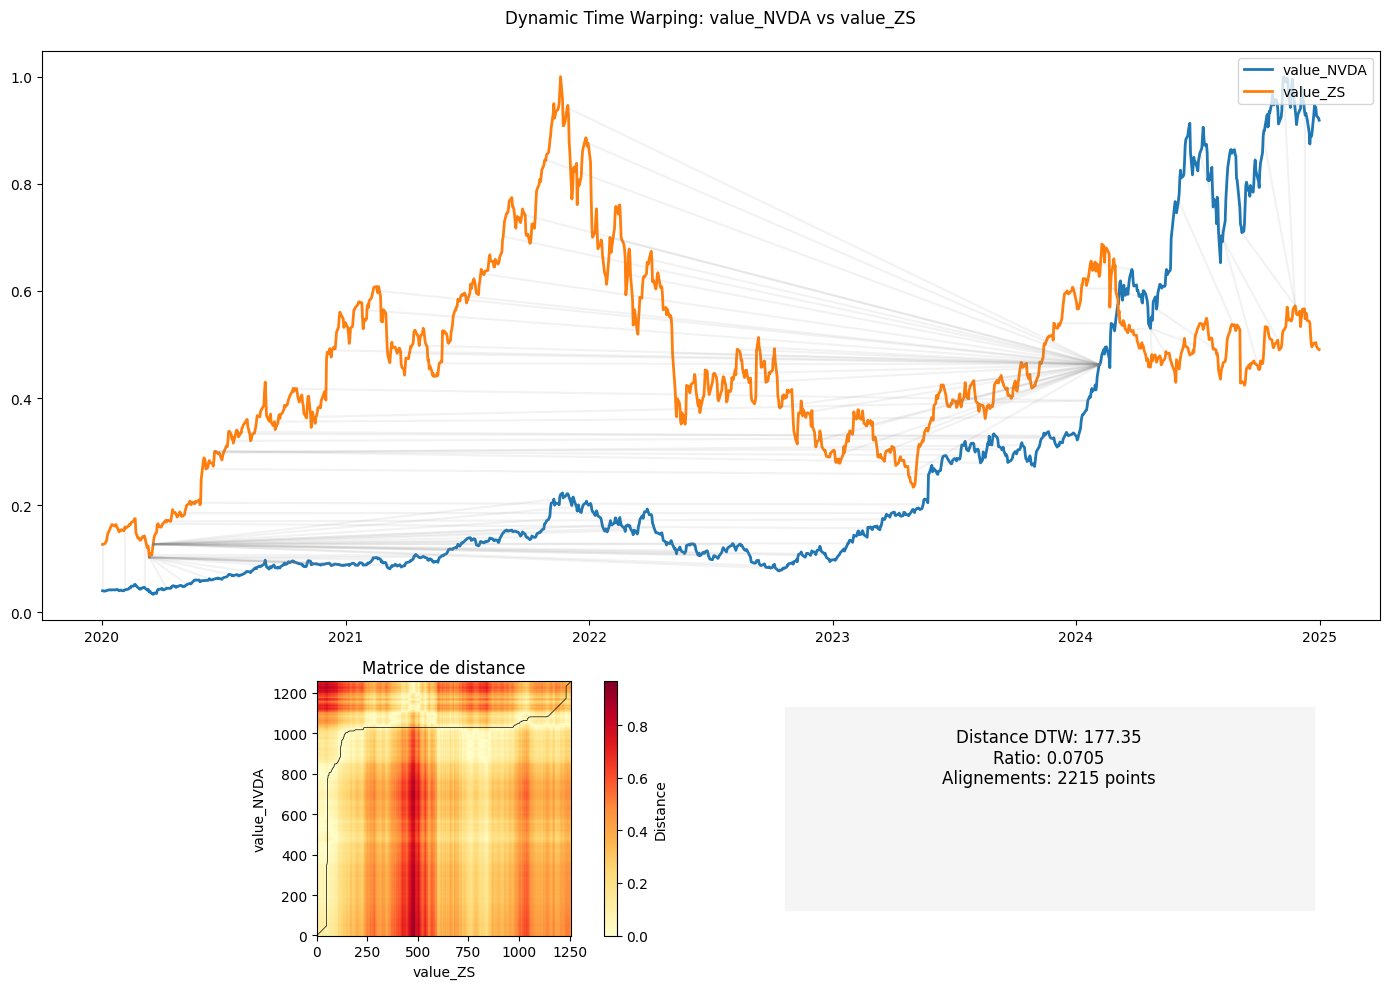 Dynamic Time Warping: value_NVDA vs value_ZS
value_NVDA
value_ZS
1.0
0.8
0.6
0.4
0.2
0.0
2020 2021 2022 2023 2024 2025
Matrice de distance
value_NVDA
1200
1000
800
600
400
200
0
0 250 500 750 1000 1250
value_ZS
0.8
0.6
0.4
0.2
0.0
Distance
Distance DTW: 177.35
Ratio: 0.0705
Alignements: 2215 points